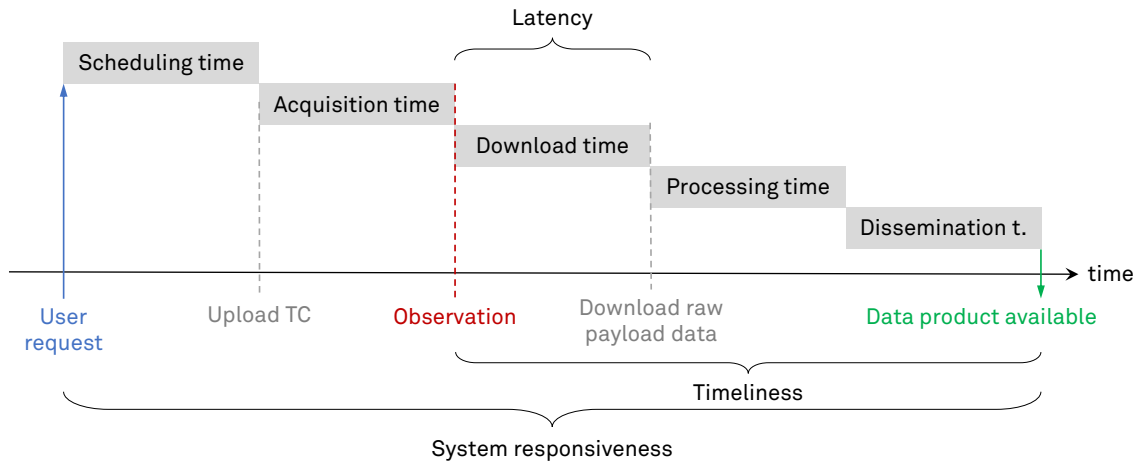 Latency
Scheduling time
Acquisition time
Download time
Processing time
Dissemination t.
time
User
request
Upload TC
Observation
Download raw
payload data
Data product available
Timeliness
System responsiveness